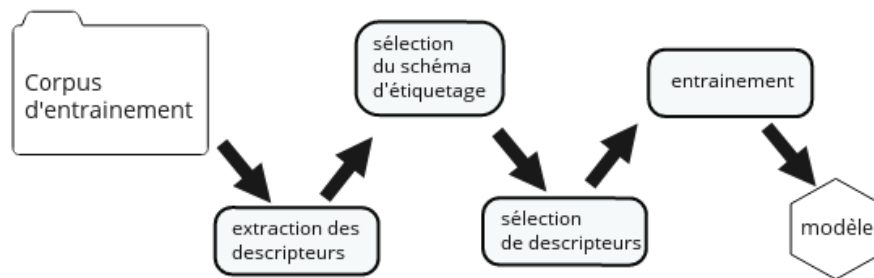 Corpus
d'entrainement
extraction des
descripteurs
sélection
du schéma
d'étiquetage
sélection
de descripteurs
entrainement
modèle